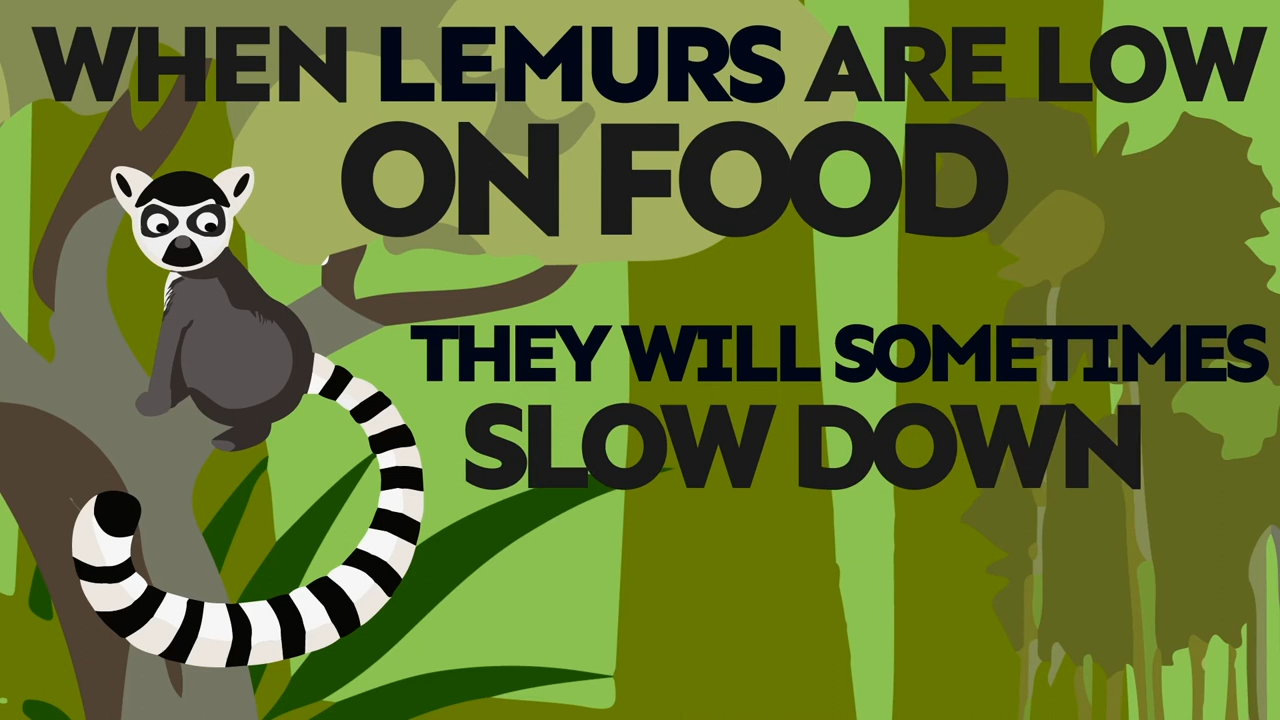 WHEN LEMURS ARE LOW
ON FOOD
THEY WILL SOMETIMES
SLOW DOWN